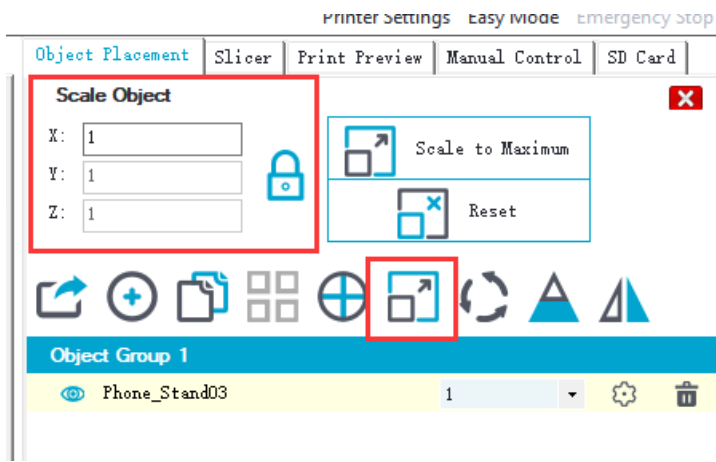 Printer Settings Easy Mode Emergency Stop
Object Placement Slicer Print Preview Manual Control SD Card
Scale Object
X: 1
Y: 1
Z: 1
Scale to Maximum
Reset
Object Group 1
Phone_Stand03 1